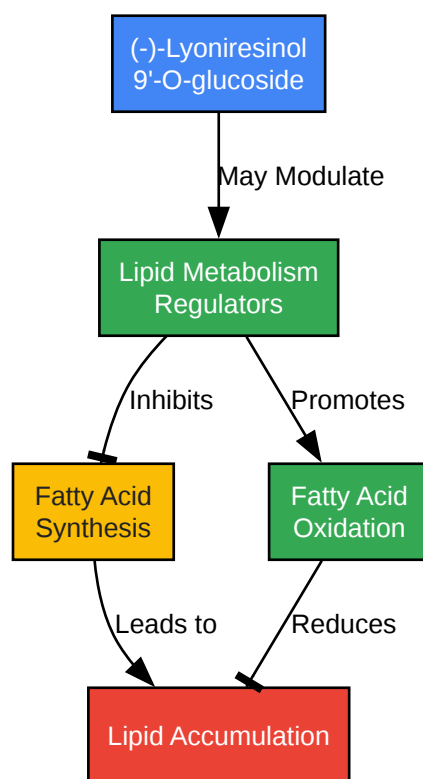 (-)-Lyoniresinol
9'-O-glucoside
May Modulate
Lipid Metabolism
Regulators
Inhibits
Promotes
Fatty Acid
Synthesis
Fatty Acid
Oxidation
Leads to
Reduces
Lipid Accumulation